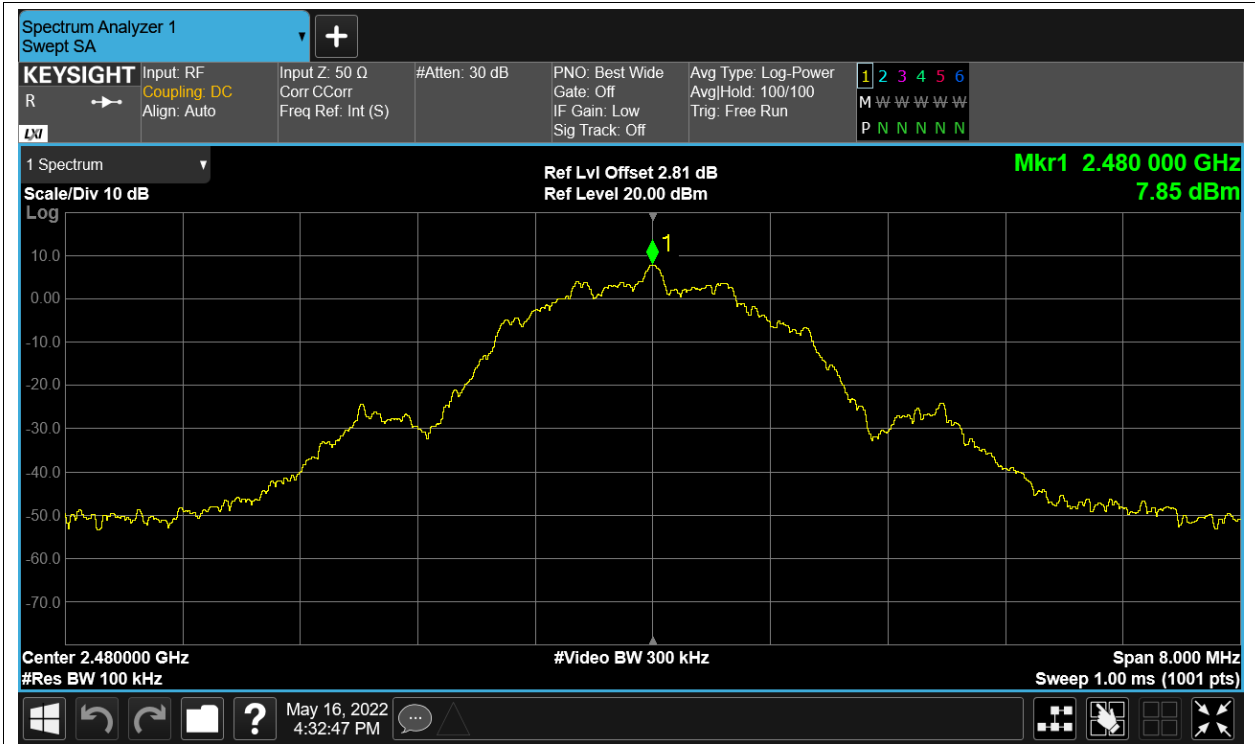 Spectrum Analyzer 1
Swept SA
KEYSIGHT
R
LXI
Input: RF
Coupling: DC
Align: Auto
Input Z: 50 Ω
Corr CCorr
Freq Ref: Int (S)
#Atten: 30 dB
PNO: Best Wide
Gate: Off
IF Gain: Low
Sig Track: Off
Avg Type: Log-Power
Avg|Hold: 100/100
Trig: Free Run
1 2 3 4 5 6
M W W W W W
P N N N N N
1 Spectrum
Scale/Div 10 dB
Log
Ref Lvl Offset 2.81 dB
Ref Level 20.00 dBm
Mkr1 2.480 000 GHz
7.85 dBm
1
10.0
0.00
-10.0
-20.0
-30.0
-40.0
-50.0
-60.0
-70.0
Center 2.480000 GHz
#Res BW 100 kHz
#Video BW 300 kHz
Span 8.000 MHz
Sweep 1.00 ms (1001 pts)
?
May 16, 2022
4:32:47 PM